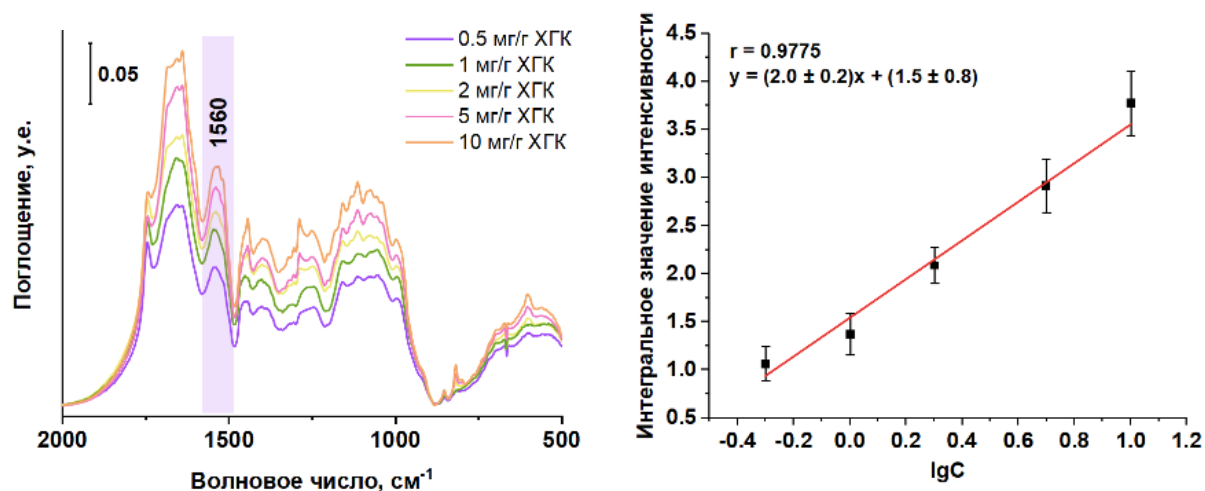 0.05
0.5 мг/г ХГК
1 мг/г ХГК
2 мг/г ХГК
5 мг/г ХГК
10 мг/г ХГК
1560
Поглощение, у.е.
2000
1500
1000
500
Волновое число, см⁻¹
r = 0.9775
y = (2.0 ± 0.2)x + (1.5 ± 0.8)
Интегральное значение интенсивности
4.5
4.0
3.5
3.0
2.5
2.0
1.5
1.0
0.5
-0.4
-0.2
0.0
0.2
0.4
0.6
0.8
1.0
1.2
lgC